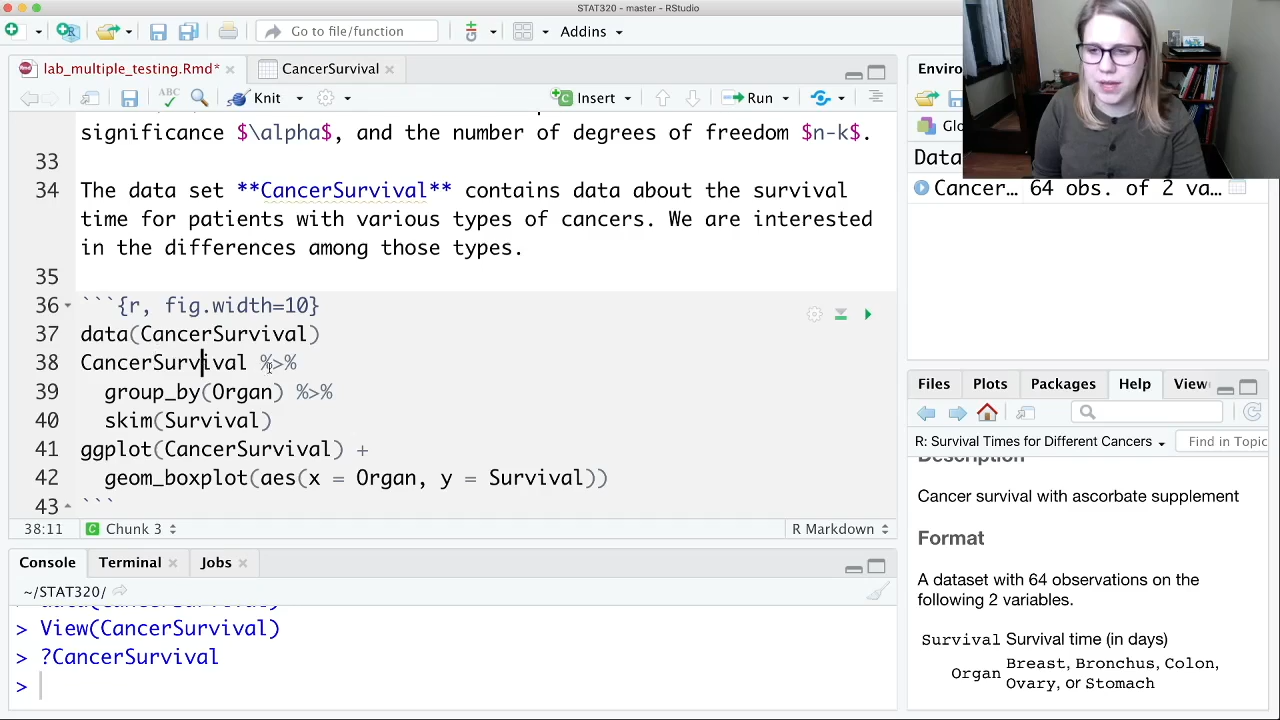 STAT320 - master - RStudio
Go to file/function
Addins
lab_multiple_testing.Rmd*
CancerSurvival
ABC
Knit
Insert
Run
significance $\alpha$, and the number of degrees of freedom $n-k$.
33
34 The data set **CancerSurvival** contains data about the survival
time for patients with various types of cancers. We are interested
in the differences among those types.
35
36 ```{r, fig.width=10}
37 data(CancerSurvival)
38 CancerSurvival %>%
39 group_by(Organ) %>%
40 skim(Survival)
41 ggplot(CancerSurvival) +
42 geom_boxplot(aes(x = Organ, y = Survival))
43 ```
38:11
Chunk 3
R Markdown
Console
Terminal
Jobs
~/STAT320/
> View(CancerSurvival)
> ?CancerSurvival
>
Enviro
Glo
Data
Cancer… 64 obs. of 2 va…
Files
Plots
Packages
Help
View
R: Survival Times for Different Cancers
Find in Topic
Description
Cancer survival with ascorbate supplement
Format
A dataset with 64 observations on the
following 2 variables.
Survival Survival time (in days)
Organ Breast, Bronchus, Colon,
Ovary, or Stomach